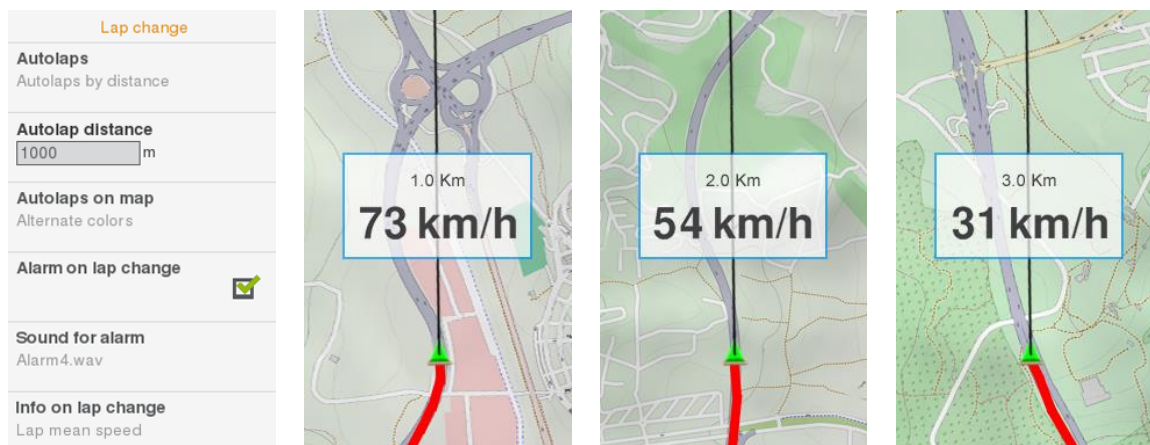 Lap change
Autolaps
Autolaps by distance
Autolap distance
1000 m
Autolaps on map
Alternate colors
Alarm on lap change
Sound for alarm
Alarm4.wav
Info on lap change
Lap mean speed
1.0 Km
73 km/h
2.0 Km
54 km/h
3.0 Km
31 km/h